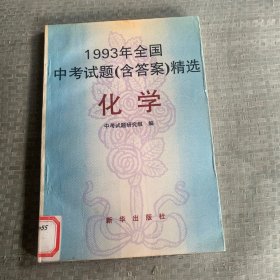 1993年全国
中考试题(含答案)精选
化学
中考试题研究组 编
新华出版社